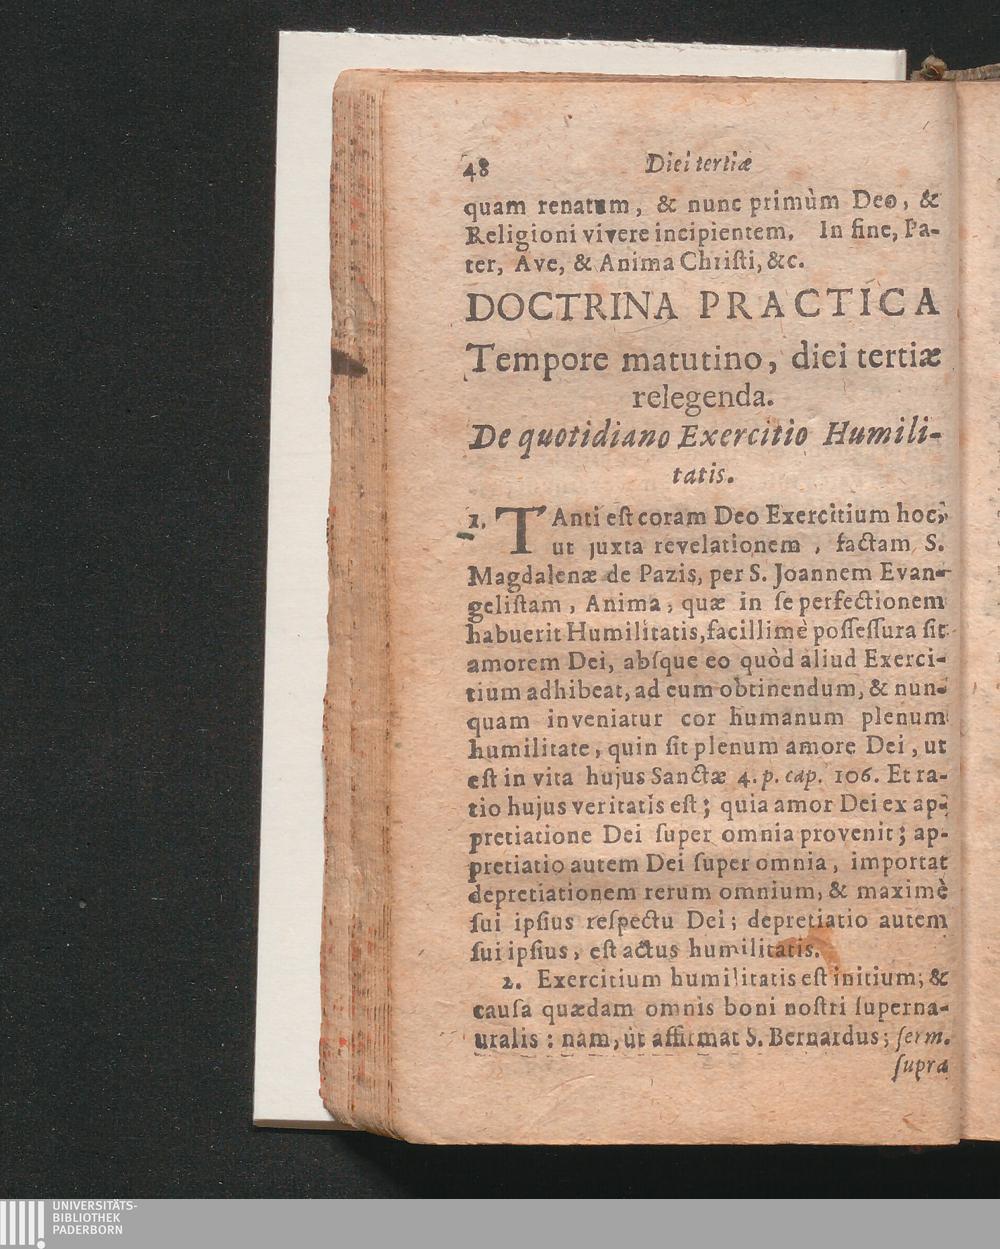 48 Diei tertiæ
quam renatum, & nunc primùm Deo, &
Religioni vivere incipientem. In fine, Pa-
ter, Ave, & Anima Chriſti, &c.
DOCTRINA PRACTICA
Tempore matutino, diei tertiæ
relegenda.
De quotidiano Exercitio Humili-
tatis.
1. TAnti eſt coram Deo Exercitium hoc,
ut juxta revelationem, factam S.
Magdalenæ de Pazis, per S. Joannem Evan-
geliſtam, Anima, quæ in ſe perfectionem
habuerit Humilitatis, facillimè poſſeſſura ſit
amorem Dei, abſque eo quòd aliud Exerci-
tium adhibeat, ad eum obtinendum, & nun-
quam inveniatur cor humanum plenum
humilitate, quin ſit plenum amore Dei, ut
eſt in vita hujus Sanctæ 4. p. cap. 106. Et ra-
tio hujus veritatis eſt; quia amor Dei ex ap-
pretiatione Dei ſuper omnia provenit; ap-
pretiatio autem Dei ſuper omnia, importat
depretiationem rerum omnium, & maximè
ſui ipſius reſpectu Dei; depretiatio autem
ſui ipſius, eſt actus humilitatis.
2. Exercitium humilitatis eſt initium; &
cauſa quædam omnis boni noſtri ſuperna-
uralis: nam, ut affirmat S. Bernardus; ſerm.
ſupra
UNIVERSITÄTS-
BIBLIOTHEK
PADERBORN